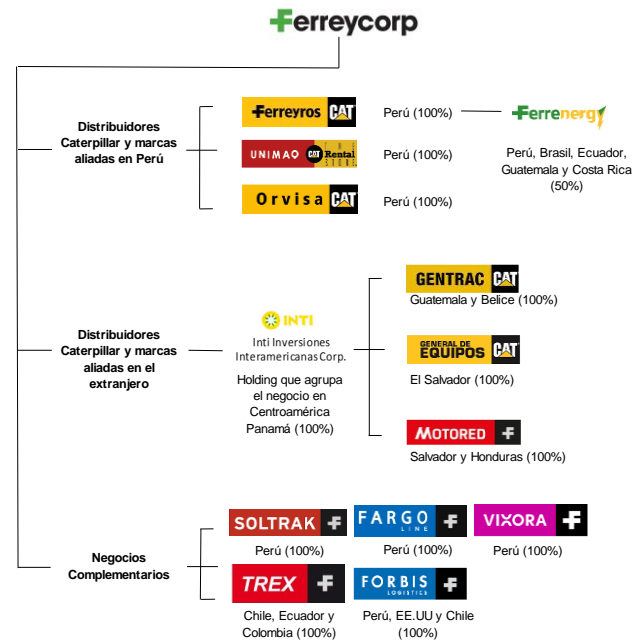 Ferreycorp
Distribuidores
Caterpillar y marcas
aliadas en Perú
Ferreyros CAT
Perú (100%)
Ferrenergy
Perú, Brasil, Ecuador,
Guatemala y Costa Rica
(50%)
UNIMAQ CAT THE Rental STORE
Perú (100%)
Orvisa CAT
Perú (100%)
Distribuidores
Caterpillar y marcas
aliadas en el
extranjero
INTI
Inti Inversiones
Interamericanas Corp.
Holding que agrupa
el negocio en
Centroamérica
Panamá (100%)
GENTRAC CAT
Guatemala y Belice (100%)
GENERAL DE
EQUIPOS CAT
El Salvador (100%)
MOTORED F
Salvador y Honduras (100%)
Negocios
Complementarios
SOLTRAK F
Perú (100%)
FARGO F
LINE
Perú (100%)
VIXORA F
Perú (100%)
TREX F
Chile, Ecuador y
Colombia (100%)
FORBIS F
LOGISTICS
Perú, EE.UU y Chile
(100%)